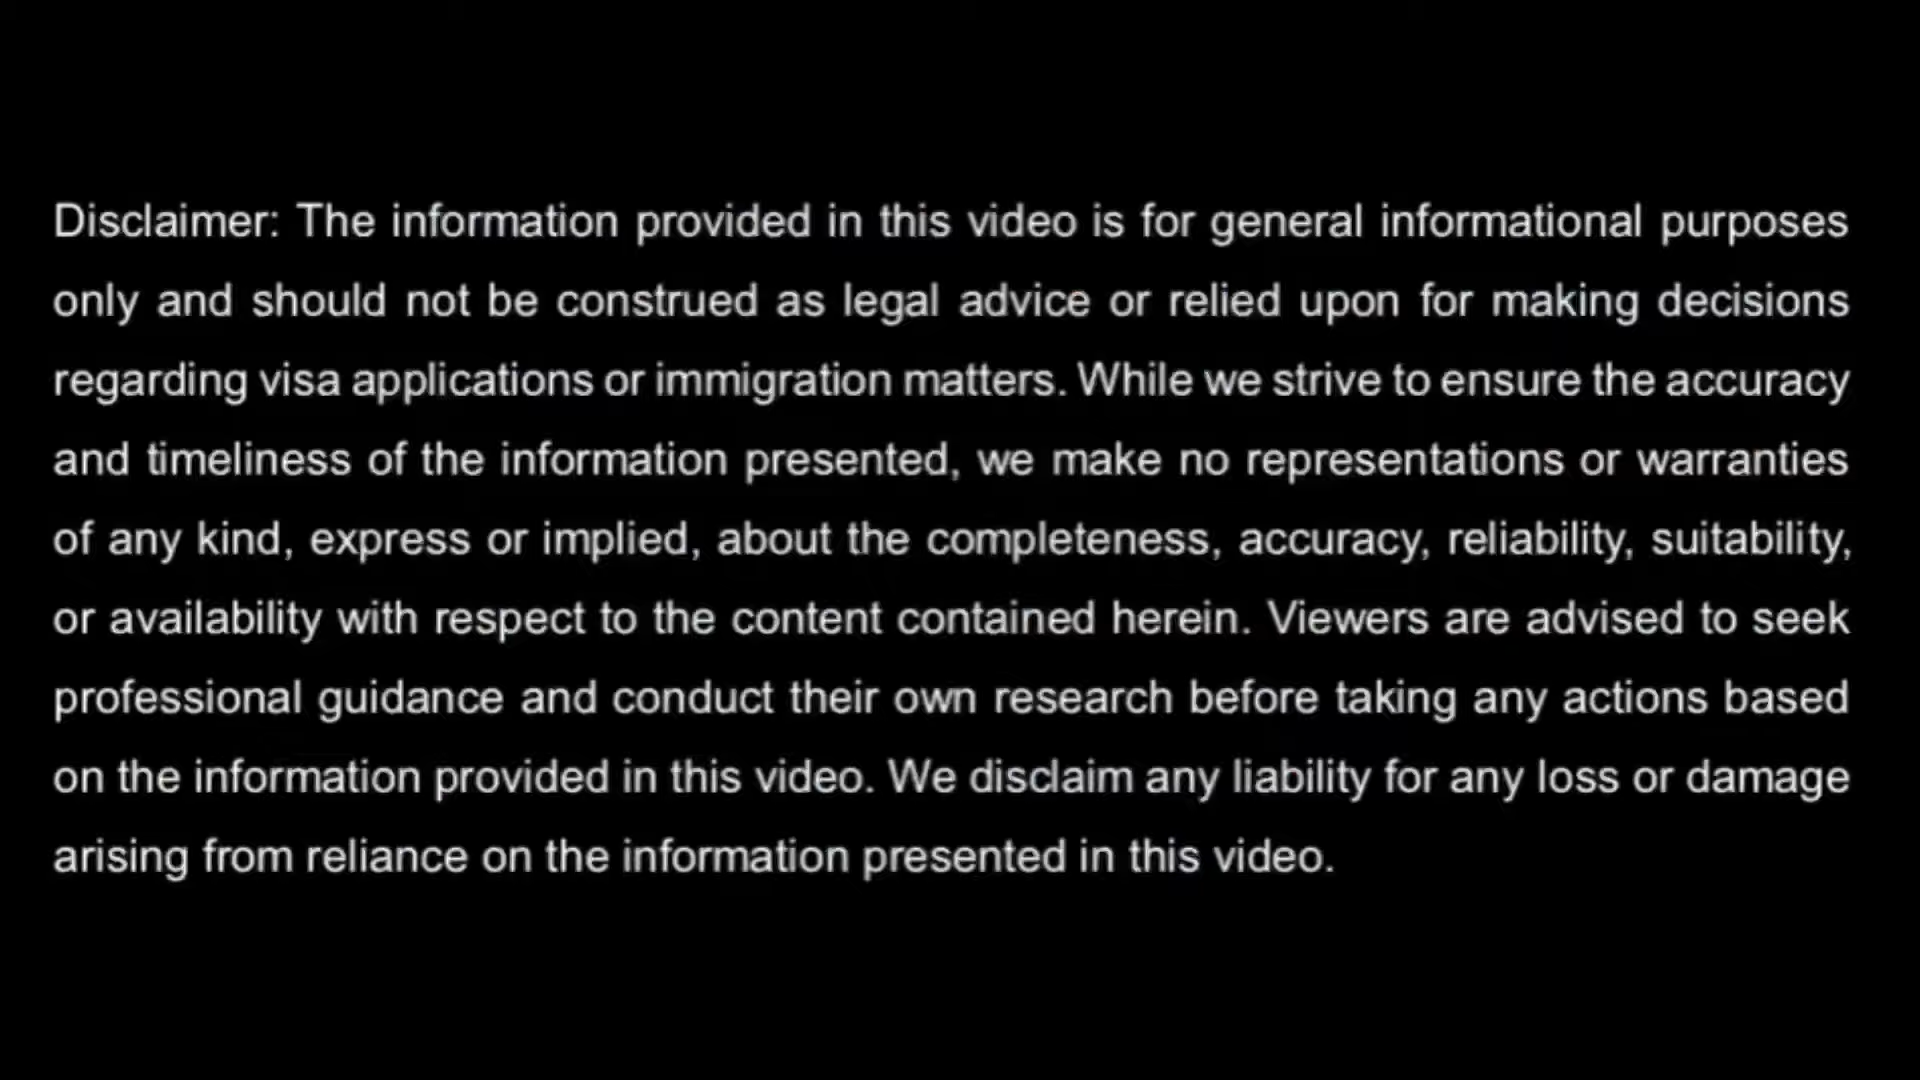 Disclaimer: The information provided in this video is for general informational purposes
only and should not be construed as legal advice or relied upon for making decisions
regarding visa applications or immigration matters. While we strive to ensure the accuracy
and timeliness of the information presented, we make no representations or warranties
of any kind, express or implied, about the completeness, accuracy, reliability, suitability,
or availability with respect to the content contained herein. Viewers are advised to seek
professional guidance and conduct their own research before taking any actions based
on the information provided in this video. We disclaim any liability for any loss or damage
arising from reliance on the information presented in this video.